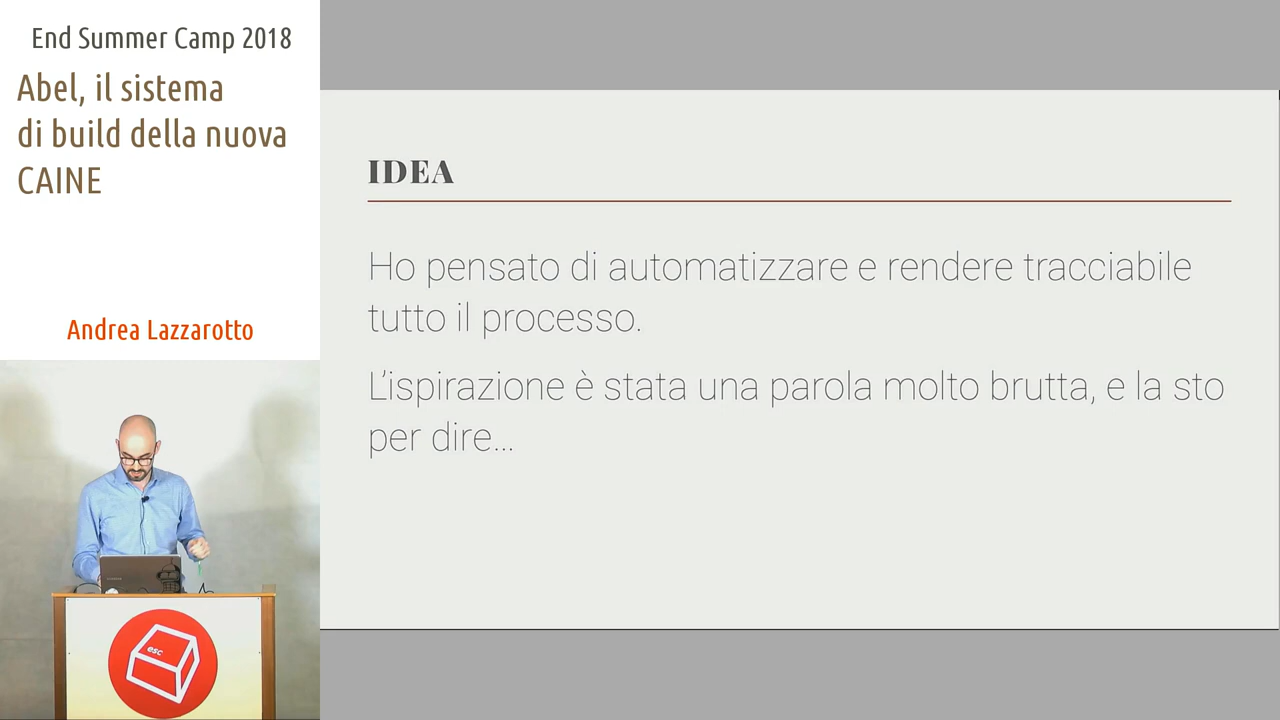 End Summer Camp 2018
Abel, il sistema
di build della nuova
CAINE
Andrea Lazzarotto
esc
IDEA
Ho pensato di automatizzare e rendere tracciabile
tutto il processo.
L’ispirazione è stata una parola molto brutta, e la sto
per dire…